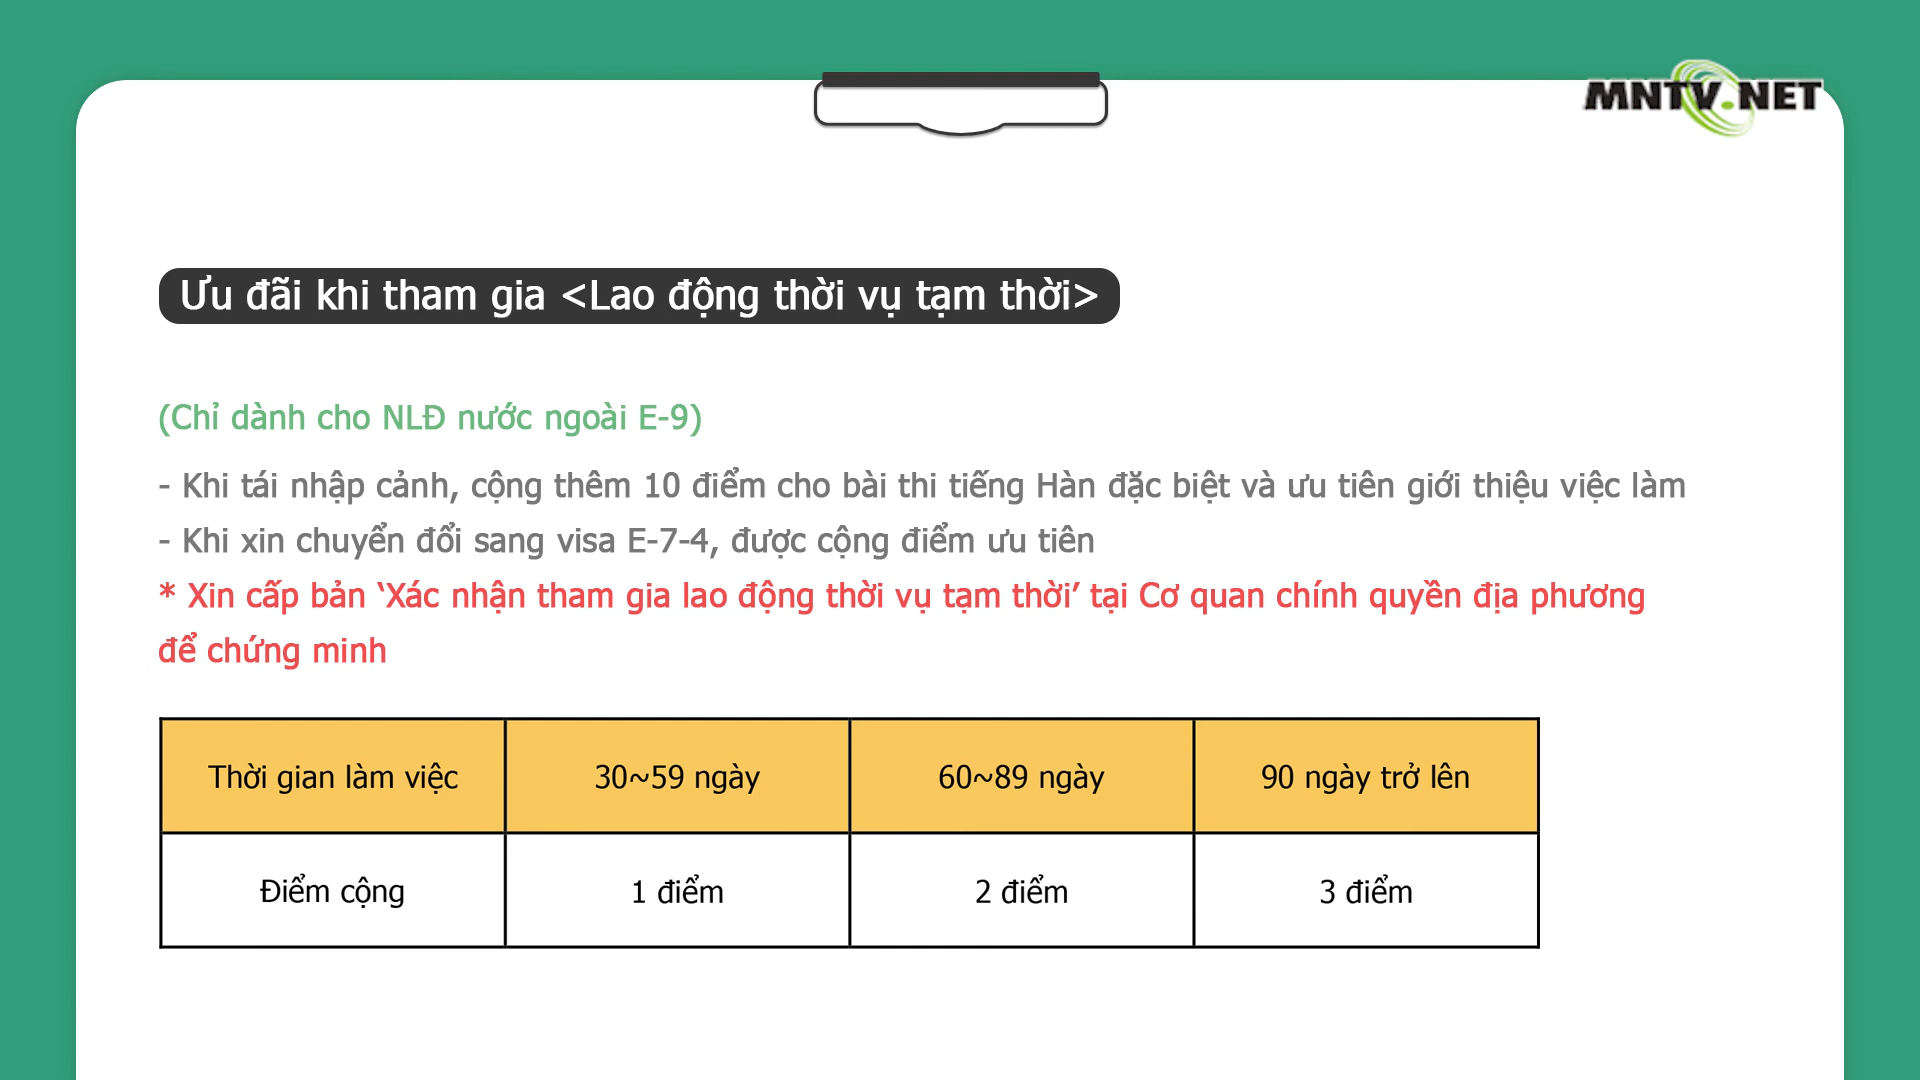 MNTV.NET
Ưu đãi khi tham gia <Lao động thời vụ tạm thời>
(Chỉ dành cho NLĐ nước ngoài E-9)
- Khi tái nhập cảnh, cộng thêm 10 điểm cho bài thi tiếng Hàn đặc biệt và ưu tiên giới thiệu việc làm
- Khi xin chuyển đổi sang visa E-7-4, được cộng điểm ưu tiên
* Xin cấp bản ‘Xác nhận tham gia lao động thời vụ tạm thời’ tại Cơ quan chính quyền địa phương
để chứng minh
Thời gian làm việc 30~59 ngày 60~89 ngày 90 ngày trở lên
Điểm cộng 1 điểm 2 điểm 3 điểm